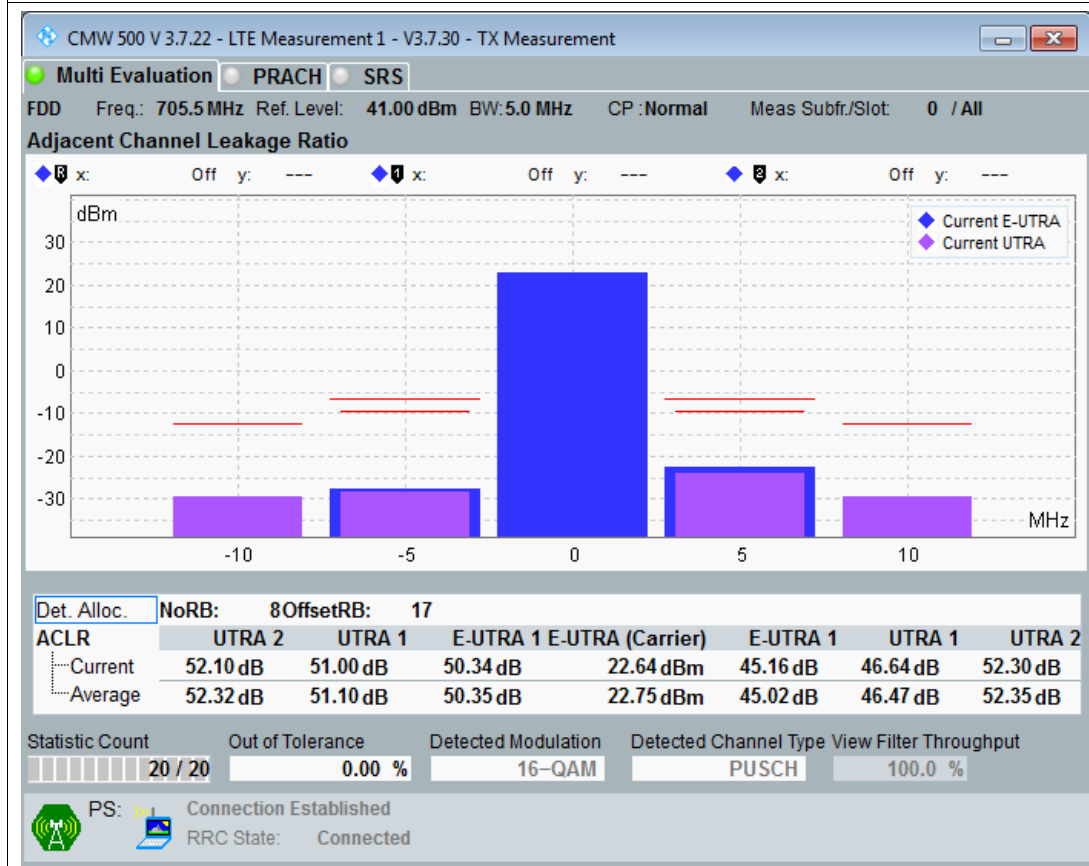 CMW 500 V 3.7.22 - LTE Measurement 1 - V3.7.30 - TX Measurement
Multi Evaluation PRACH SRS
FDD Freq.: 705.5 MHz Ref. Level: 41.00 dBm BW: 5.0 MHz CP : Normal Meas Subfr./Slot: 0 / All
Adjacent Channel Leakage Ratio
R x: Off y: --- 1 x: Off y: --- 2 x: Off y: ---
dBm
Current E-UTRA
Current UTRA
30
20
10
0
-10
-20
-30
MHz
-10 -5 0 5 10
Det. Alloc. NoRB: 8 OffsetRB: 17
ACLR UTRA 2 UTRA 1 E-UTRA 1 E-UTRA (Carrier) E-UTRA 1 UTRA 1 UTRA 2
Current 52.10 dB 51.00 dB 50.34 dB 22.64 dBm 45.16 dB 46.64 dB 52.30 dB
Average 52.32 dB 51.10 dB 50.35 dB 22.75 dBm 45.02 dB 46.47 dB 52.35 dB
Statistic Count Out of Tolerance Detected Modulation Detected Channel Type View Filter Throughput
20 / 20 0.00 % 16-QAM PUSCH 100.0 %
PS: Connection Established
RRC State: Connected